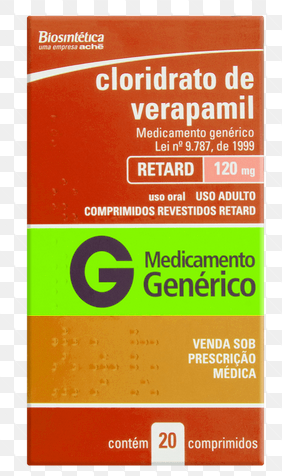 Biosintética
uma empresa achē
cloridrato de
verapamil
Medicamento genérico
Lei nº 9.787, de 1999
RETARD 120 mg
uso oral USO ADULTO
COMPRIMIDOS REVESTIDOS RETARD
G Medicamento
Genérico
VENDA SOB
PRESCRIÇÃO
MÉDICA
contém 20 comprimidos